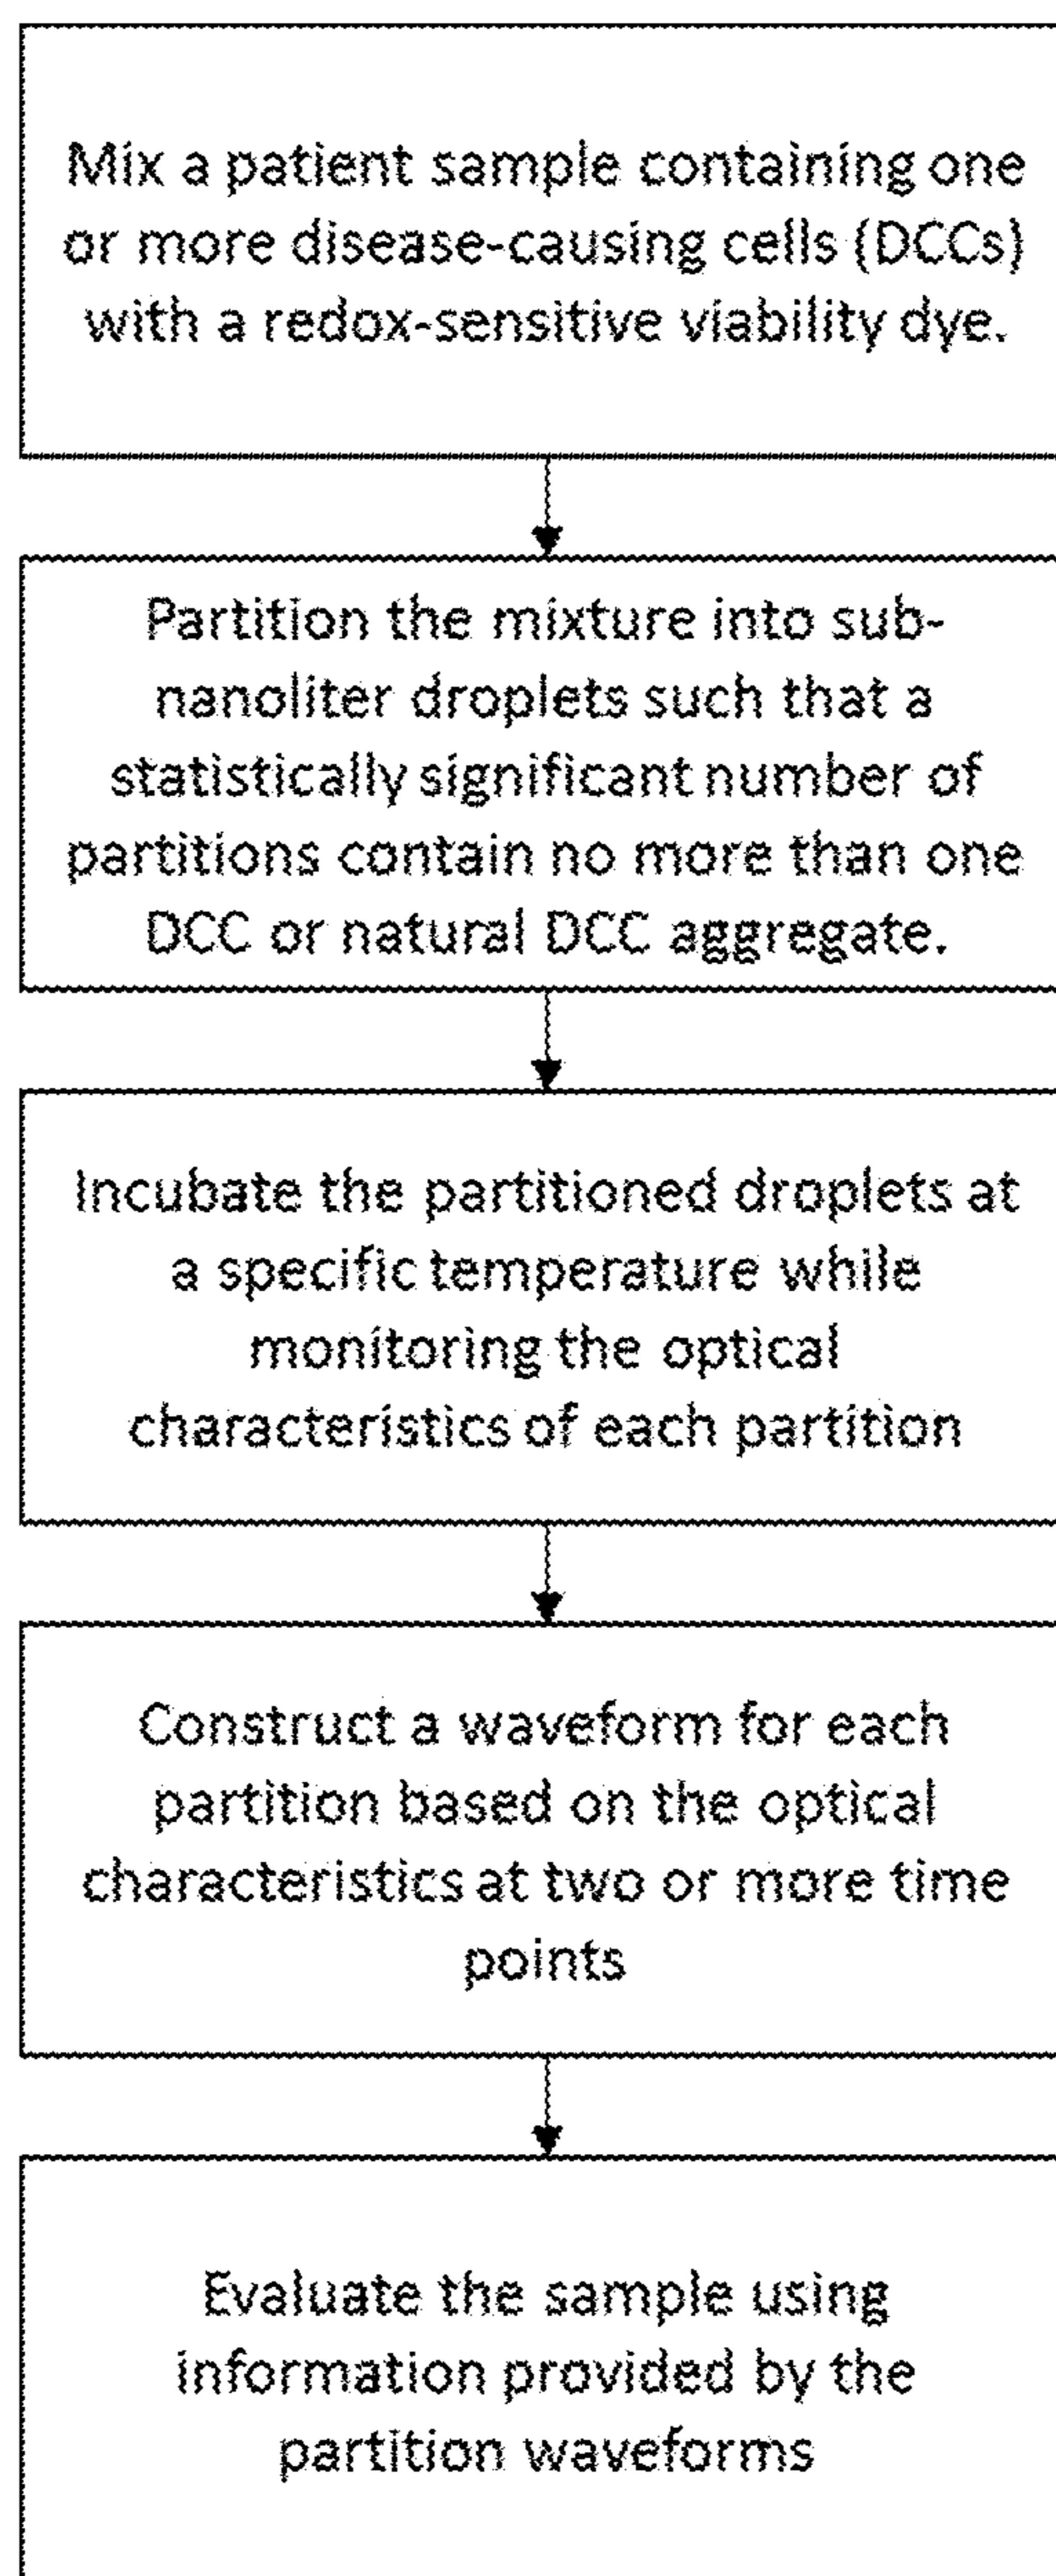 Mix a patient sample containing one
or more disease-causing cells (DCCs)
with a redox-sensitive viability dye.
Partition the mixture into sub-
nanoliter droplets such that a
statistically significant number of
partitions contain no more than one
DCC or natural DCC aggregate.
Incubate the partitioned droplets at
a specific temperature while
monitoring the optical
characteristics of each partition
Construct a waveform for each
partition based on the optical
characteristics at two or more time
points
Evaluate the sample using
information provided by the
partition waveforms